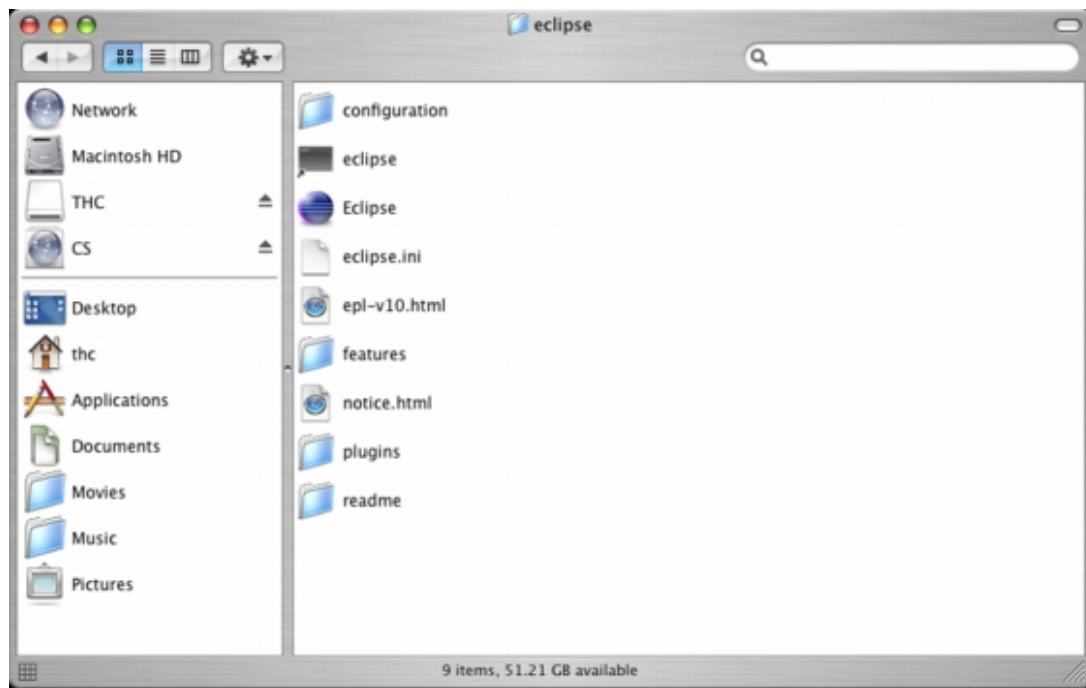 eclipse
Network
Macintosh HD
THC
CS
Desktop
thc
Applications
Documents
Movies
Music
Pictures
configuration
eclipse
Eclipse
eclipse.ini
epl-v10.html
features
notice.html
plugins
readme
9 items, 51.21 GB available